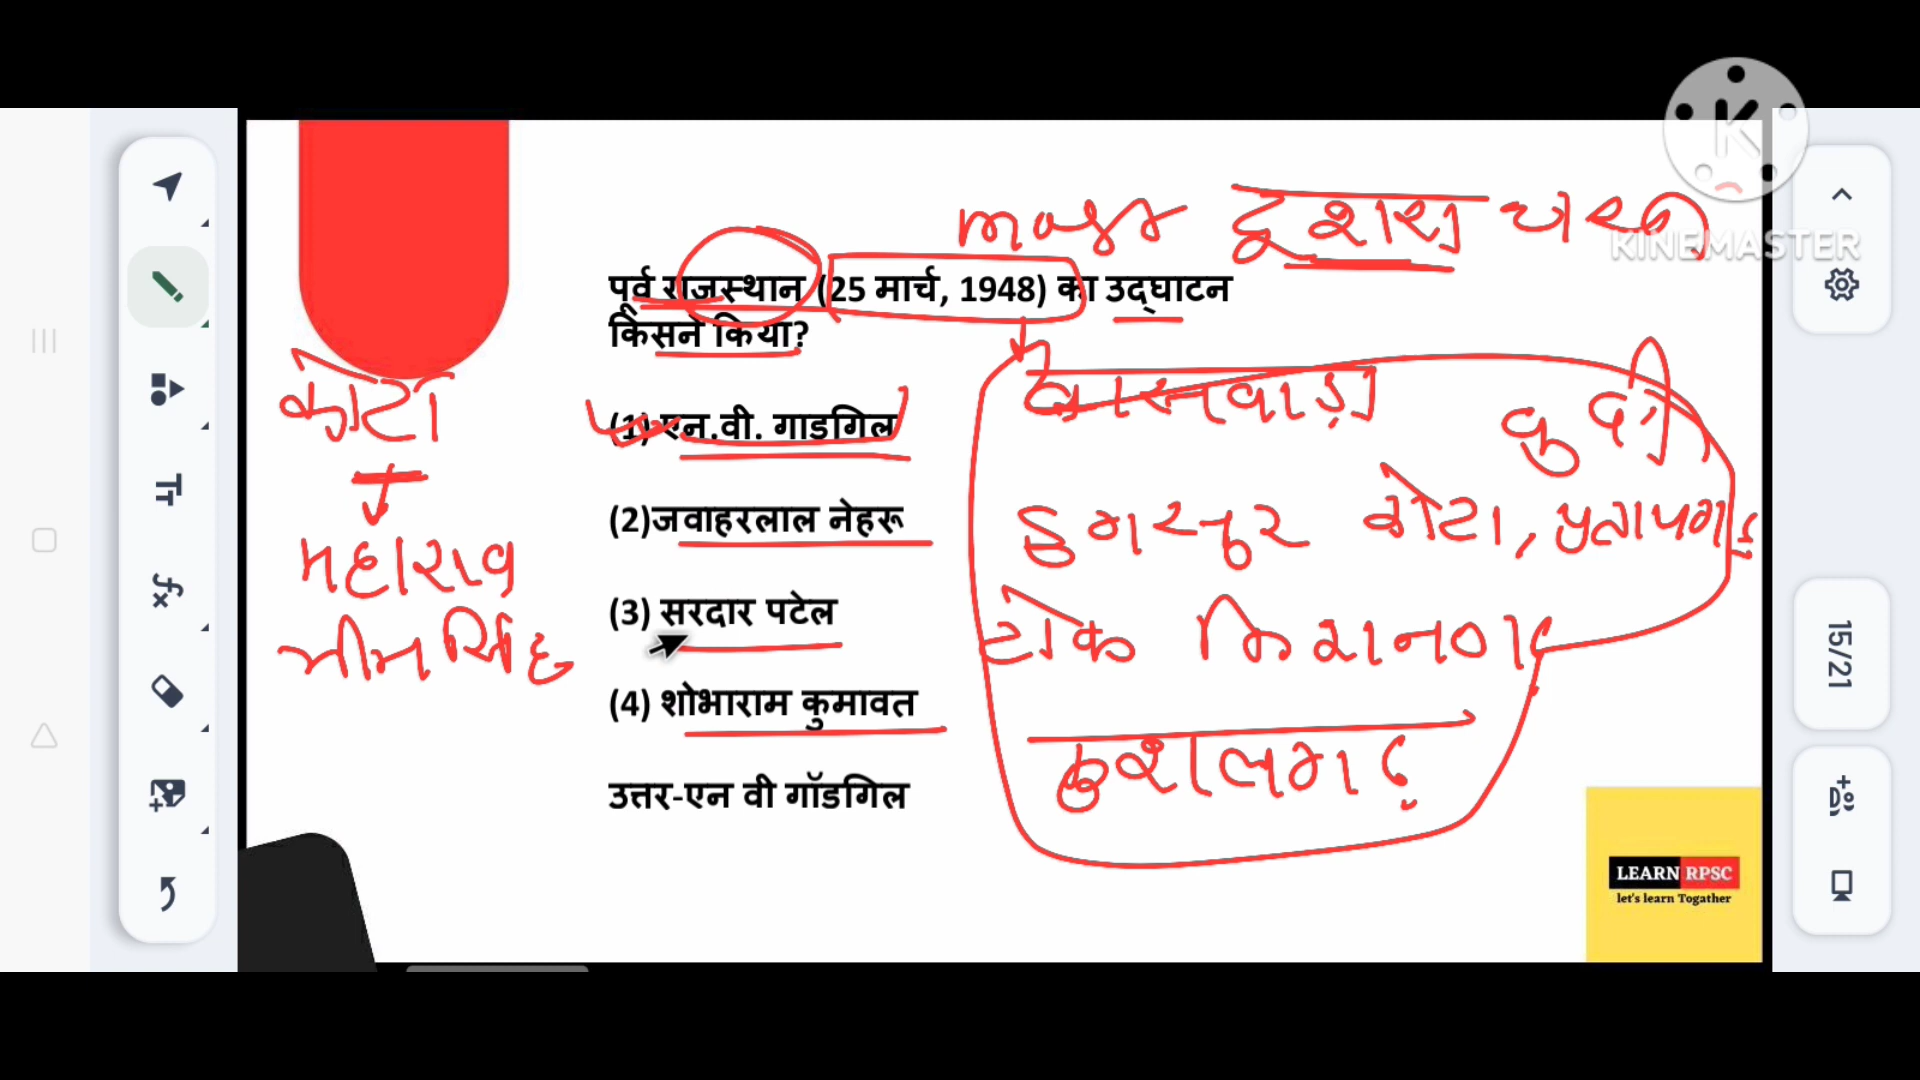 KINEMASTER
पूर्व राजस्थान (25 मार्च, 1948) का उद्घाटन
किसने किया?
(1) एन.वी. गाडगिल
(2)जवाहरलाल नेहरू
(3) सरदार पटेल
(4) शोभाराम कुमावत
उत्तर-एन वी गॉडगिल
कोटा
महाराव
भीमसिंह
बासवाड़ा
बुदी
डुगरपुर कोटा, प्रतापगढ़
टोंक किशनगढ़
कुशलगढ़
15/21
LEARN RPSC
let's learn Togather